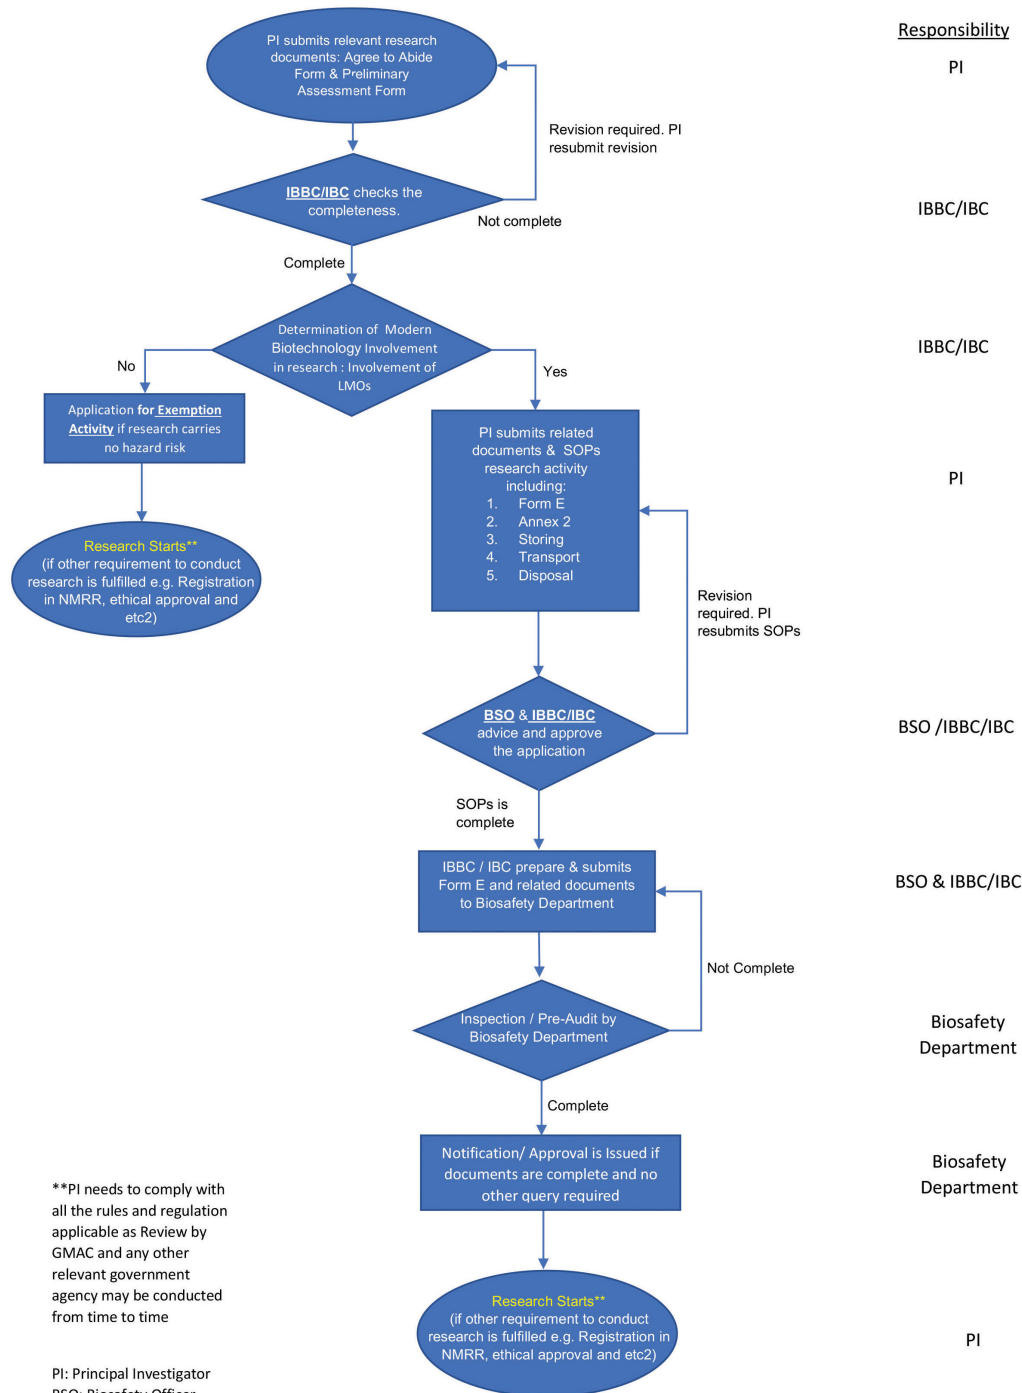 Responsibility
PI submits relevant research
documents: Agree to Abide
Form & Preliminary
Assessment Form
PI
Revision required. PI
resubmit revision
IBBC/IBC checks the
completeness.
Not complete
IBBC/IBC
Complete
Determination of Modern
Biotechnology Involvement
in research : Involvement of
LMOs
IBBC/IBC
No
Yes
Application for Exemption
Activity if research carries
no hazard risk
PI submits related
documents & SOPs
research activity
including:
1. Form E
2. Annex 2
3. Storing
4. Transport
5. Disposal
PI
Research Starts**
(if other requirement to conduct
research is fulfilled e.g. Registration
in NMRR, ethical approval and
etc2)
Revision
required. PI
resubmits SOPs
BSO & IBBC/IBC
advice and approve
the application
BSO /IBBC/IBC
SOPs is
complete
IBBC / IBC prepare & submits
Form E and related documents
to Biosafety Department
BSO & IBBC/IBC
Not Complete
Inspection / Pre-Audit by
Biosafety Department
Biosafety
Department
Complete
Notification/ Approval is Issued if
documents are complete and no
other query required
Biosafety
Department
**PI needs to comply with
all the rules and regulation
applicable as Review by
GMAC and any other
relevant government
agency may be conducted
from time to time
Research Starts**
(if other requirement to conduct
research is fulfilled e.g. Registration in
NMRR, ethical approval and etc2)
PI
PI: Principal Investigator
BSO: Biosafety Officer